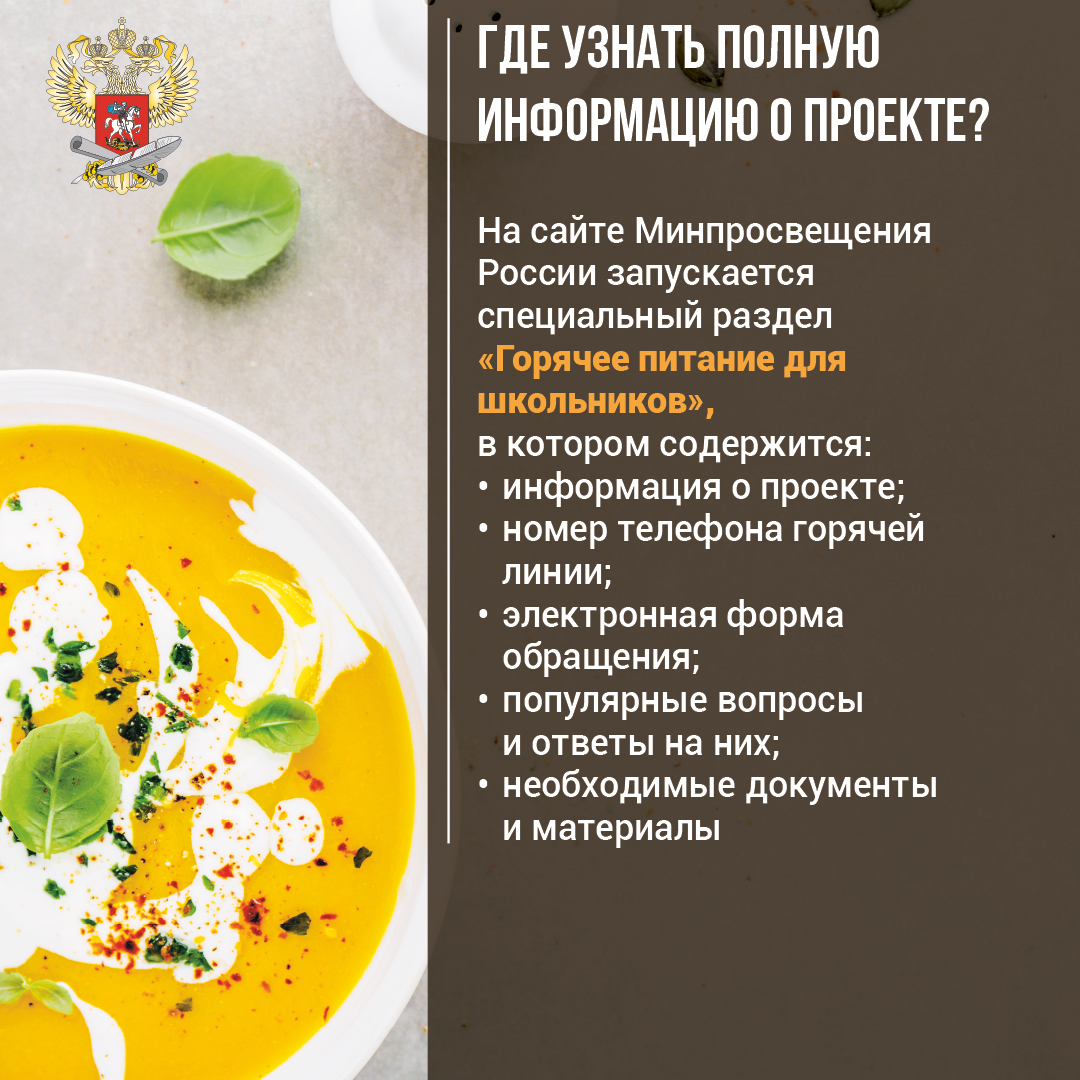 ГДЕ УЗНАТЬ ПОЛНУЮ
ИНФОРМАЦИЮ О ПРОЕКТЕ?
На сайте Минпросвещения
России запускается
специальный раздел
«Горячее питание для
школьников»,
в котором содержится:
• информация о проекте;
• номер телефона горячей
линии;
• электронная форма
обращения;
• популярные вопросы
и ответы на них;
• необходимые документы
и материалы